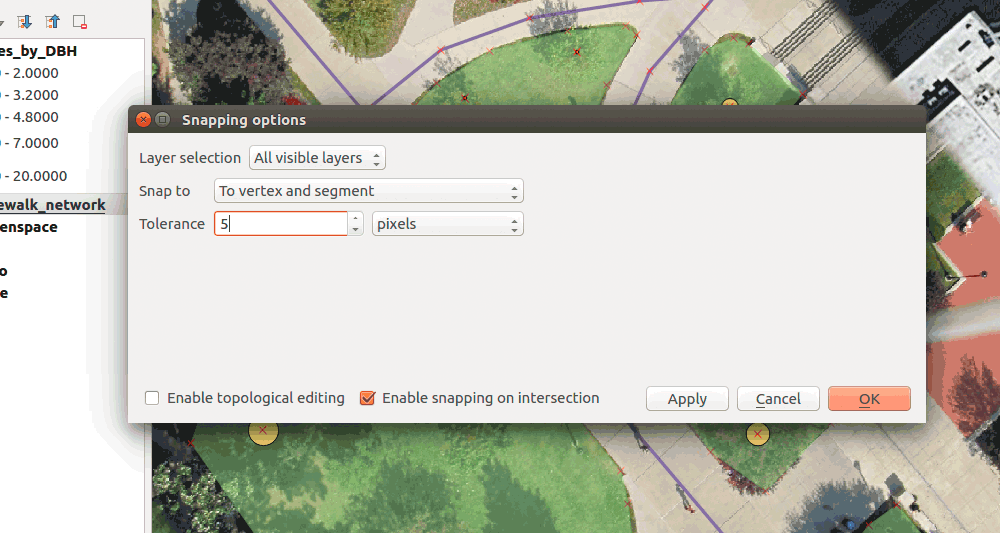 es_by_DBH
- 2.0000
- 3.2000
- 4.8000
- 7.0000
- 20.0000
ewalk_network
enspace
o
e
Snapping options
Layer selection All visible layers
Snap to To vertex and segment
Tolerance 5 pixels
Enable topological editing Enable snapping on intersection Apply Cancel OK